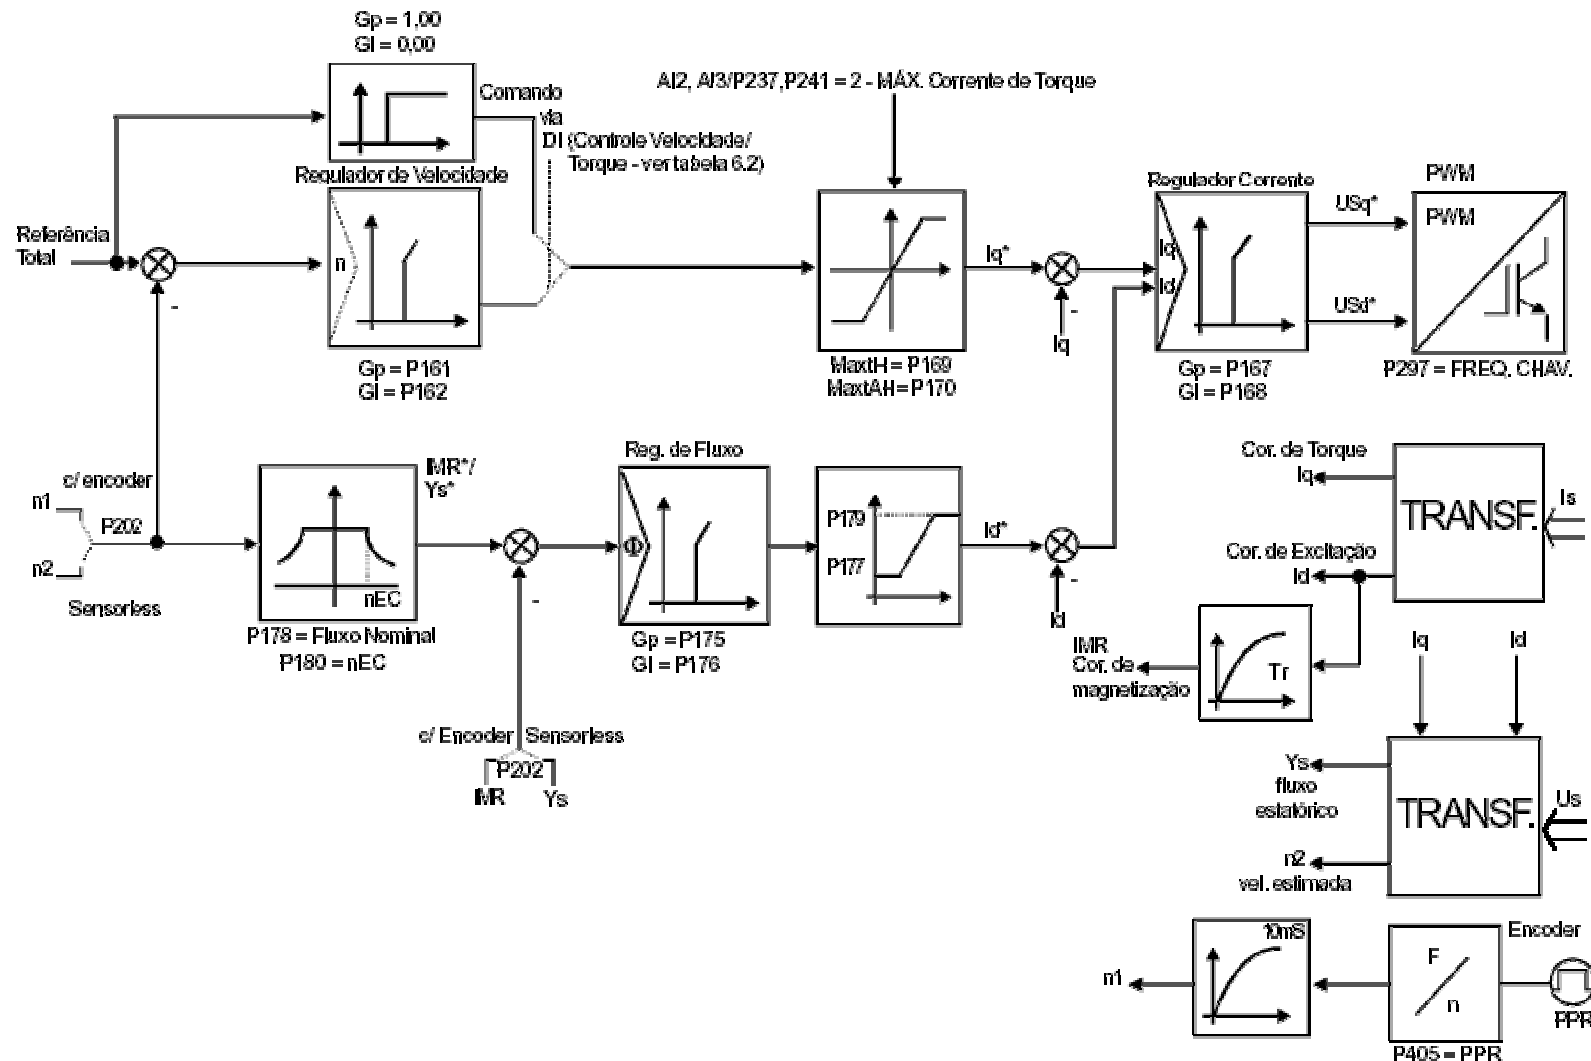 Gp = 1,00
GI = 0,00
Comando
via
DI (Controle Velocidade/
Torque - ver tabela 6.2)
AI2, AI3/P237,P241 = 2 - MÁX. Corrente de Torque
Regulador de Velocidade
n
Gp = P161
GI = P162
Referência
Total
-
MaxtH = P169
MaxtAH = P170
Iq*
-
Iq
Regulador Corrente
Iq
Id
Gp = P167
GI = P168
USq*
USd*
PWM
PWM
P297 = FREQ. CHAV.
c/ encoder
n1
P202
n2
Sensorless
nEC
P178 = Fluxo Nominal
P180 = nEC
IMR*/
Ys*
-
Reg. de Fluxo
Φ
Gp = P175
GI = P176
P179
P177
Id*
-
Id
c/ Encoder Sensorless
P202
IMR Ys
Cor. de Torque
Iq
TRANSF.
Is
Cor. de Excitação
Id
IMR
Cor. de
magnetização
Tr
Iq Id
Ys
fluxo
estatórico
TRANSF.
Us
n2
vel. estimada
10mS
n1
F
n
Encoder
PPR
P405 = PPR